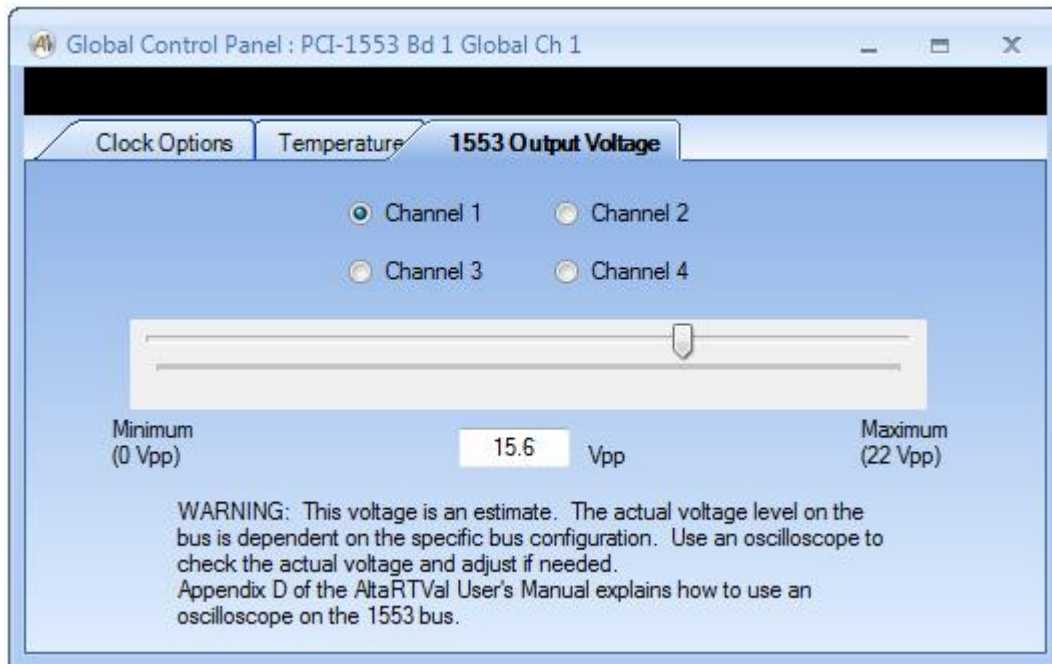 Global Control Panel : PCI-1553 Bd 1 Global Ch 1
Clock Options
Temperature
1553 Output Voltage
Channel 1
Channel 2
Channel 3
Channel 4
Minimum
(0 Vpp)
15.6
Vpp
Maximum
(22 Vpp)
WARNING: This voltage is an estimate. The actual voltage level on the
bus is dependent on the specific bus configuration. Use an oscilloscope to
check the actual voltage and adjust if needed.
Appendix D of the AltaRTVal User's Manual explains how to use an
oscilloscope on the 1553 bus.